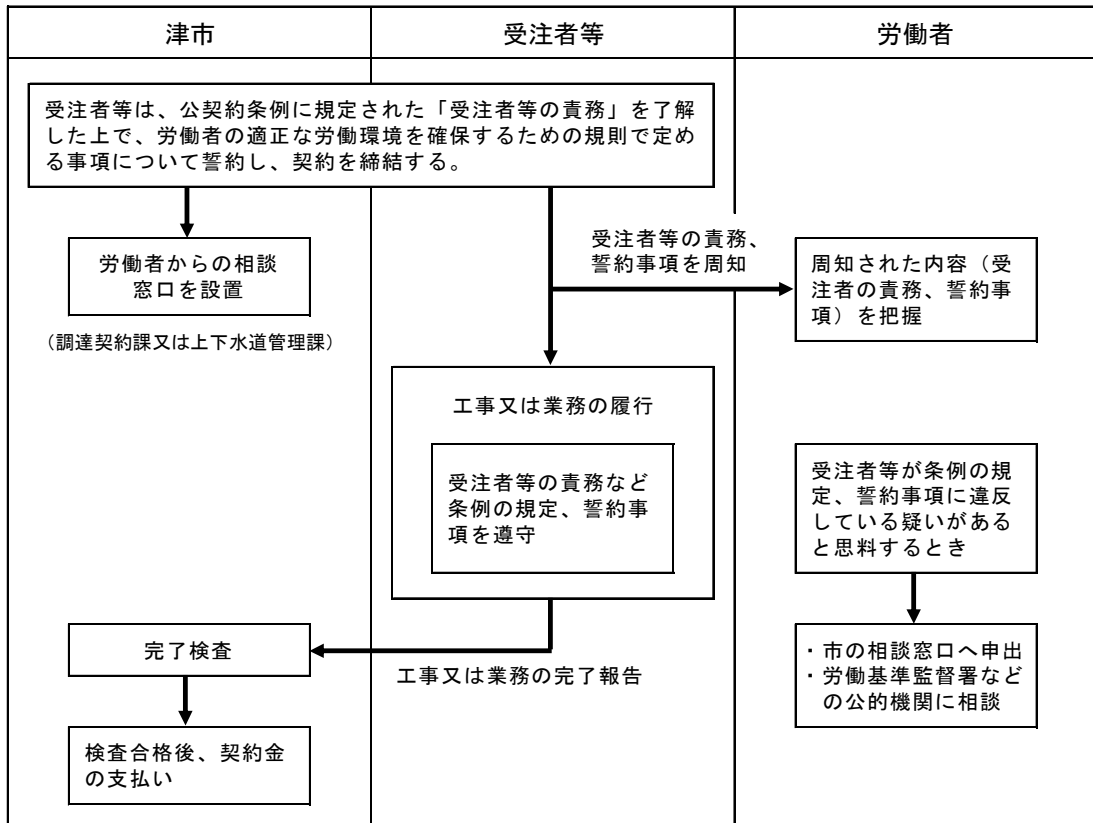 津市
受注者等
労働者
受注者等は、公契約条例に規定された「受注者等の責務」を了解
した上で、労働者の適正な労働環境を確保するための規則で定め
る事項について誓約し、契約を締結する。
労働者からの相談
窓口を設置
（調達契約課又は上下水道管理課）
受注者等の責務、
誓約事項を周知
周知された内容（受
注者の責務、誓約事
項）を把握
工事又は業務の履行
受注者等の責務など
条例の規定、誓約事
項を遵守
受注者等が条例の規
定、誓約事項に違反
している疑いがある
と思料するとき
・市の相談窓口へ申出
・労働基準監督署など
の公的機関に相談
工事又は業務の完了報告
完了検査
検査合格後、契約金
の支払い